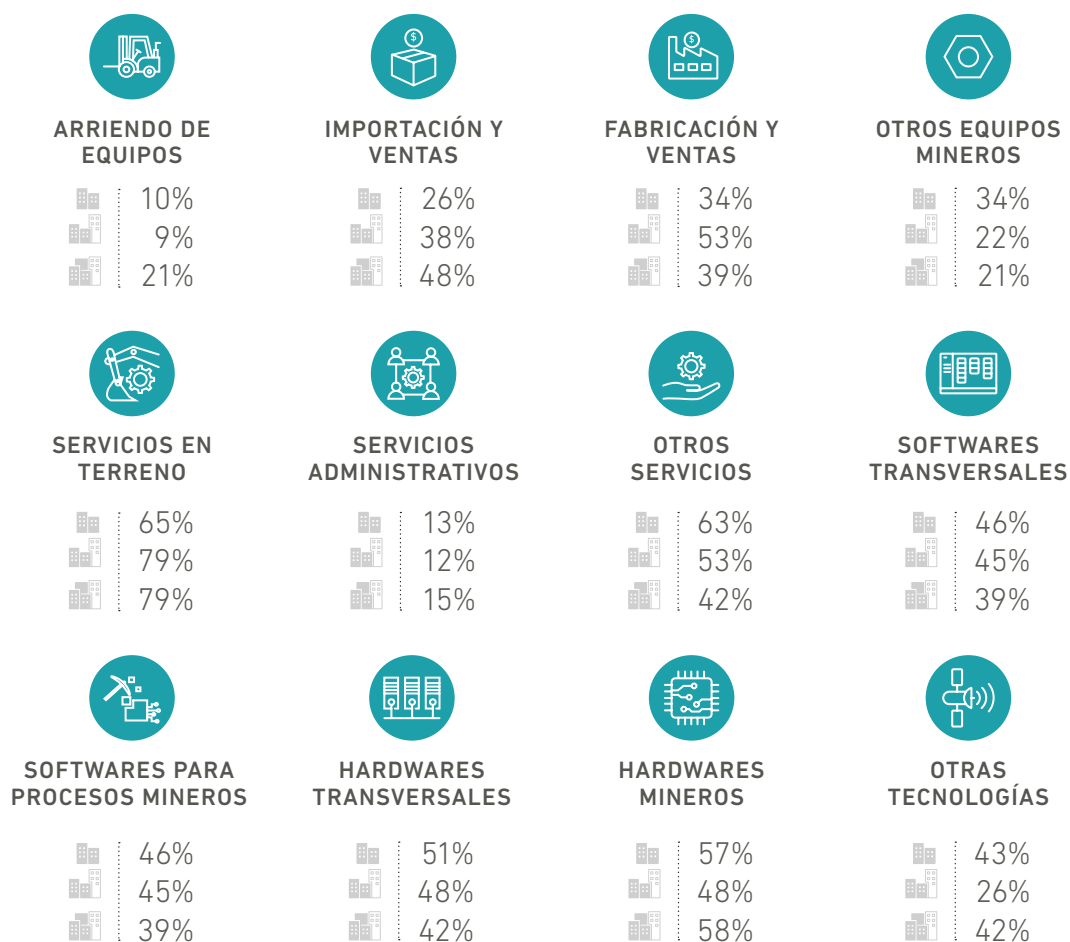 ARRIENDO DE
EQUIPOS
10%
9%
21%
IMPORTACIÓN Y
VENTAS
26%
38%
48%
FABRICACIÓN Y
VENTAS
34%
53%
39%
OTROS EQUIPOS
MINEROS
34%
22%
21%
SERVICIOS EN
TERRENO
65%
79%
79%
SERVICIOS
ADMINISTRATIVOS
13%
12%
15%
OTROS
SERVICIOS
63%
53%
42%
SOFTWARES
TRANSVERSALES
46%
45%
39%
SOFTWARES PARA
PROCESOS MINEROS
46%
45%
39%
HARDWARES
TRANSVERSALES
51%
48%
42%
HARDWARES
MINEROS
57%
48%
58%
OTRAS
TECNOLOGÍAS
43%
26%
42%